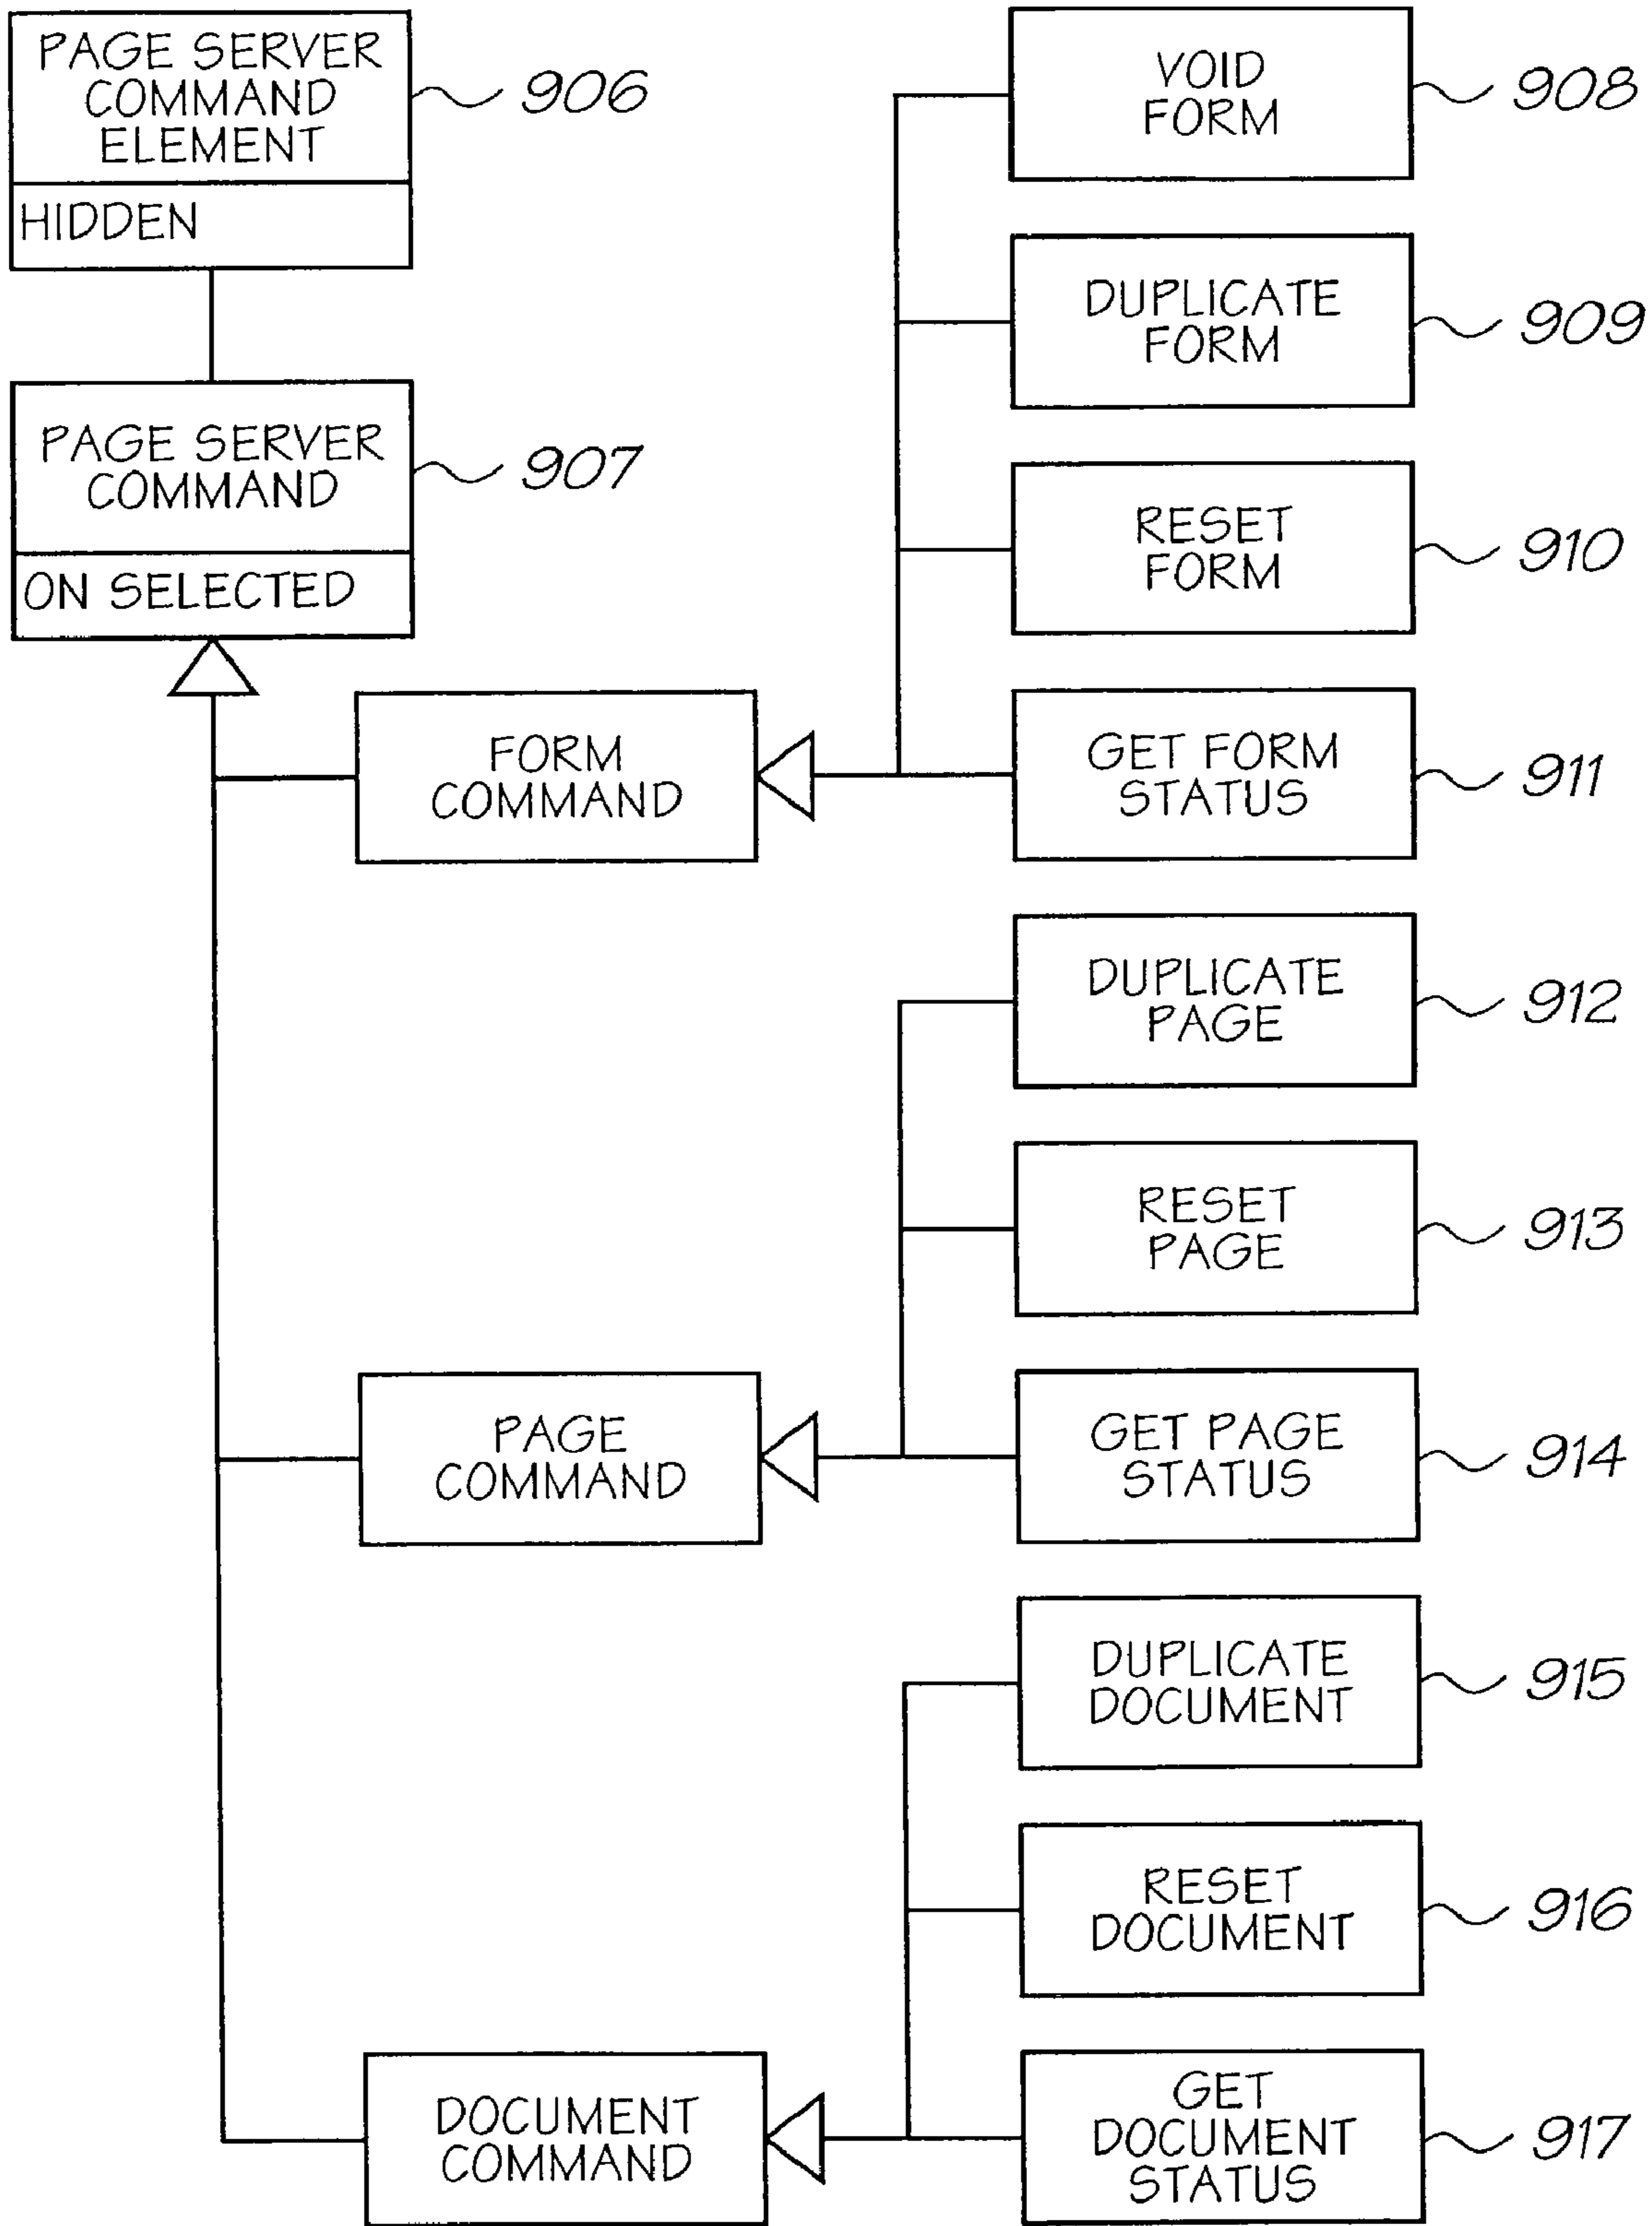 PAGE SERVER
COMMAND
ELEMENT
906
HIDDEN
PAGE SERVER
COMMAND
907
ON SELECTED
VOID
FORM
908
DUPLICATE
FORM
909
RESET
FORM
910
FORM
COMMAND
GET FORM
STATUS
911
DUPLICATE
PAGE
912
RESET
PAGE
913
PAGE
COMMAND
GET PAGE
STATUS
914
DUPLICATE
DOCUMENT
915
RESET
DOCUMENT
916
DOCUMENT
COMMAND
GET
DOCUMENT
STATUS
917